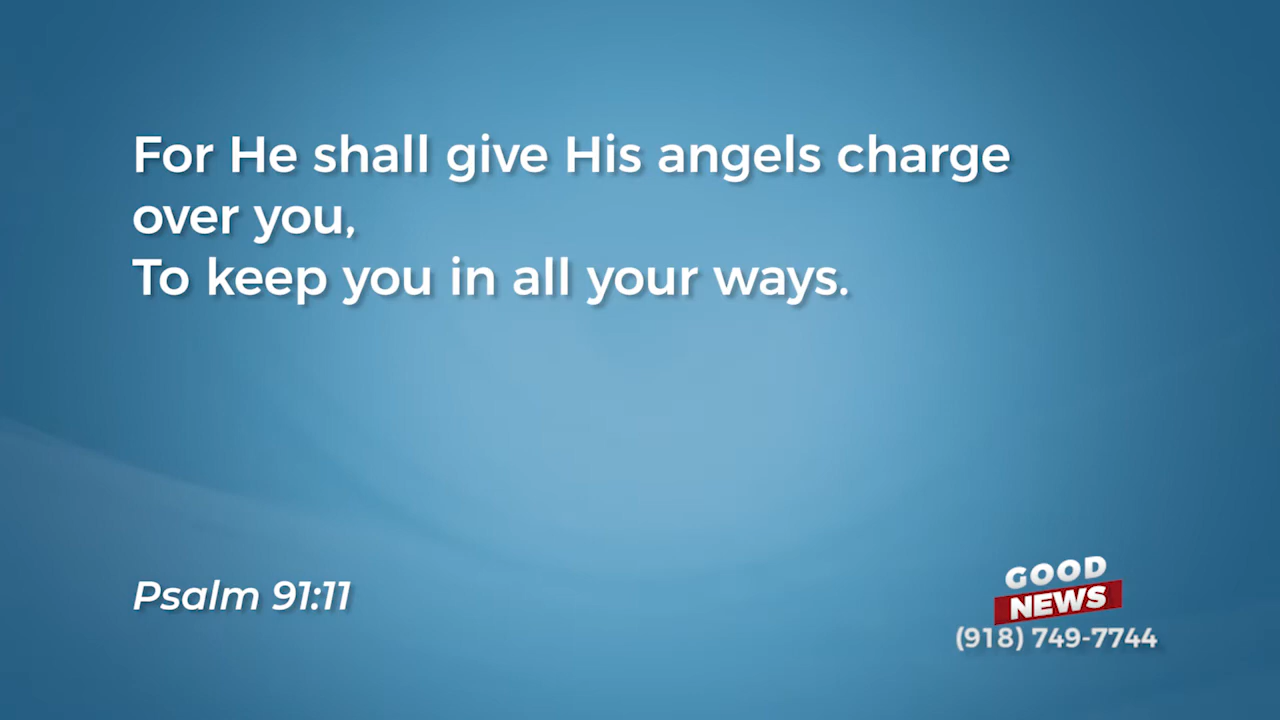 For He shall give His angels charge
over you,
To keep you in all your ways.
Psalm 91:11
GOOD
NEWS
(918) 749-7744